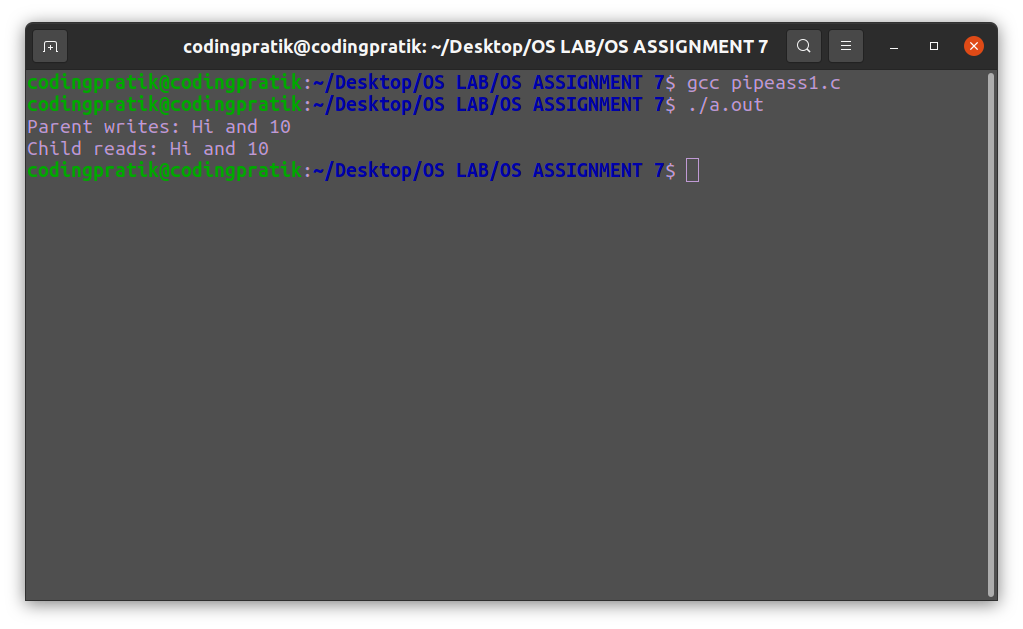 codingpratik@codingpratik: ~/Desktop/OS LAB/OS ASSIGNMENT 7
codingpratik@codingpratik:~/Desktop/OS LAB/OS ASSIGNMENT 7$ gcc pipeass1.c
codingpratik@codingpratik:~/Desktop/OS LAB/OS ASSIGNMENT 7$ ./a.out
Parent writes: Hi and 10
Child reads: Hi and 10
codingpratik@codingpratik:~/Desktop/OS LAB/OS ASSIGNMENT 7$